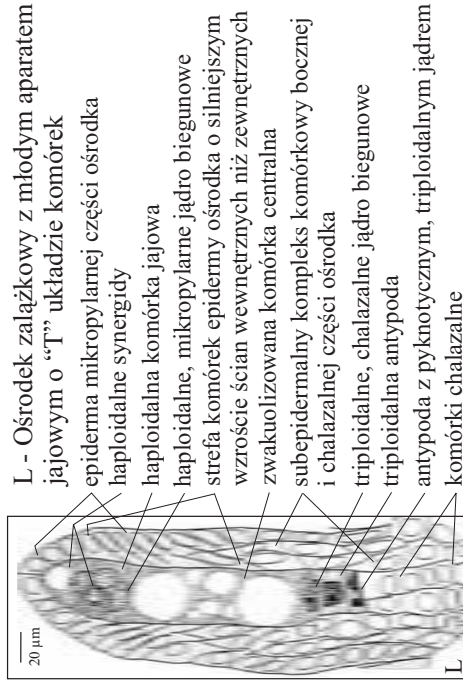 L - Ośrodek zalążkowy z młodym aparatem
jajowym o “T” układzie komórek
epiderma mikropylarnej części ośrodka
haploidalne synergidy
haploidalna komórka jajowa
haploidalne, mikropylarne jądro biegunowe
strefa komórek epidermy ośrodka o silniejszym
wzroście ścian wewnętrznych niż zewnętrznych
zwakuolizowana komórka centralna
subepidermalny kompleks komórkowy bocznej
i chalazalnej części ośrodka
triploidalne, chalazalne jądro biegunowe
triploidalna antypoda
antypoda z pyknotycznym, triploidalnym jądrem
komórki chalazalne
20 µm
L